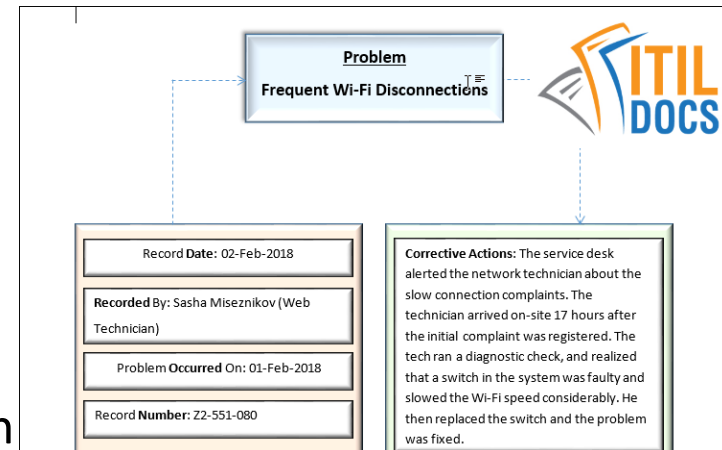 Problem
Frequent Wi-Fi Disconnections
ITIL
DOCS
Record Date: 02-Feb-2018
Recorded By: Sasha Miseznikov (Web
Technician)
Problem Occurred On: 01-Feb-2018
Record Number: Z2-551-080
Corrective Actions: The service desk
alerted the network technician about the
slow connection complaints. The
technician arrived on-site 17 hours after
the initial complaint was registered. The
tech ran a diagnostic check, and realized
that a switch in the system was faulty and
slowed the Wi-Fi speed considerably. He
then replaced the switch and the problem
was fixed.